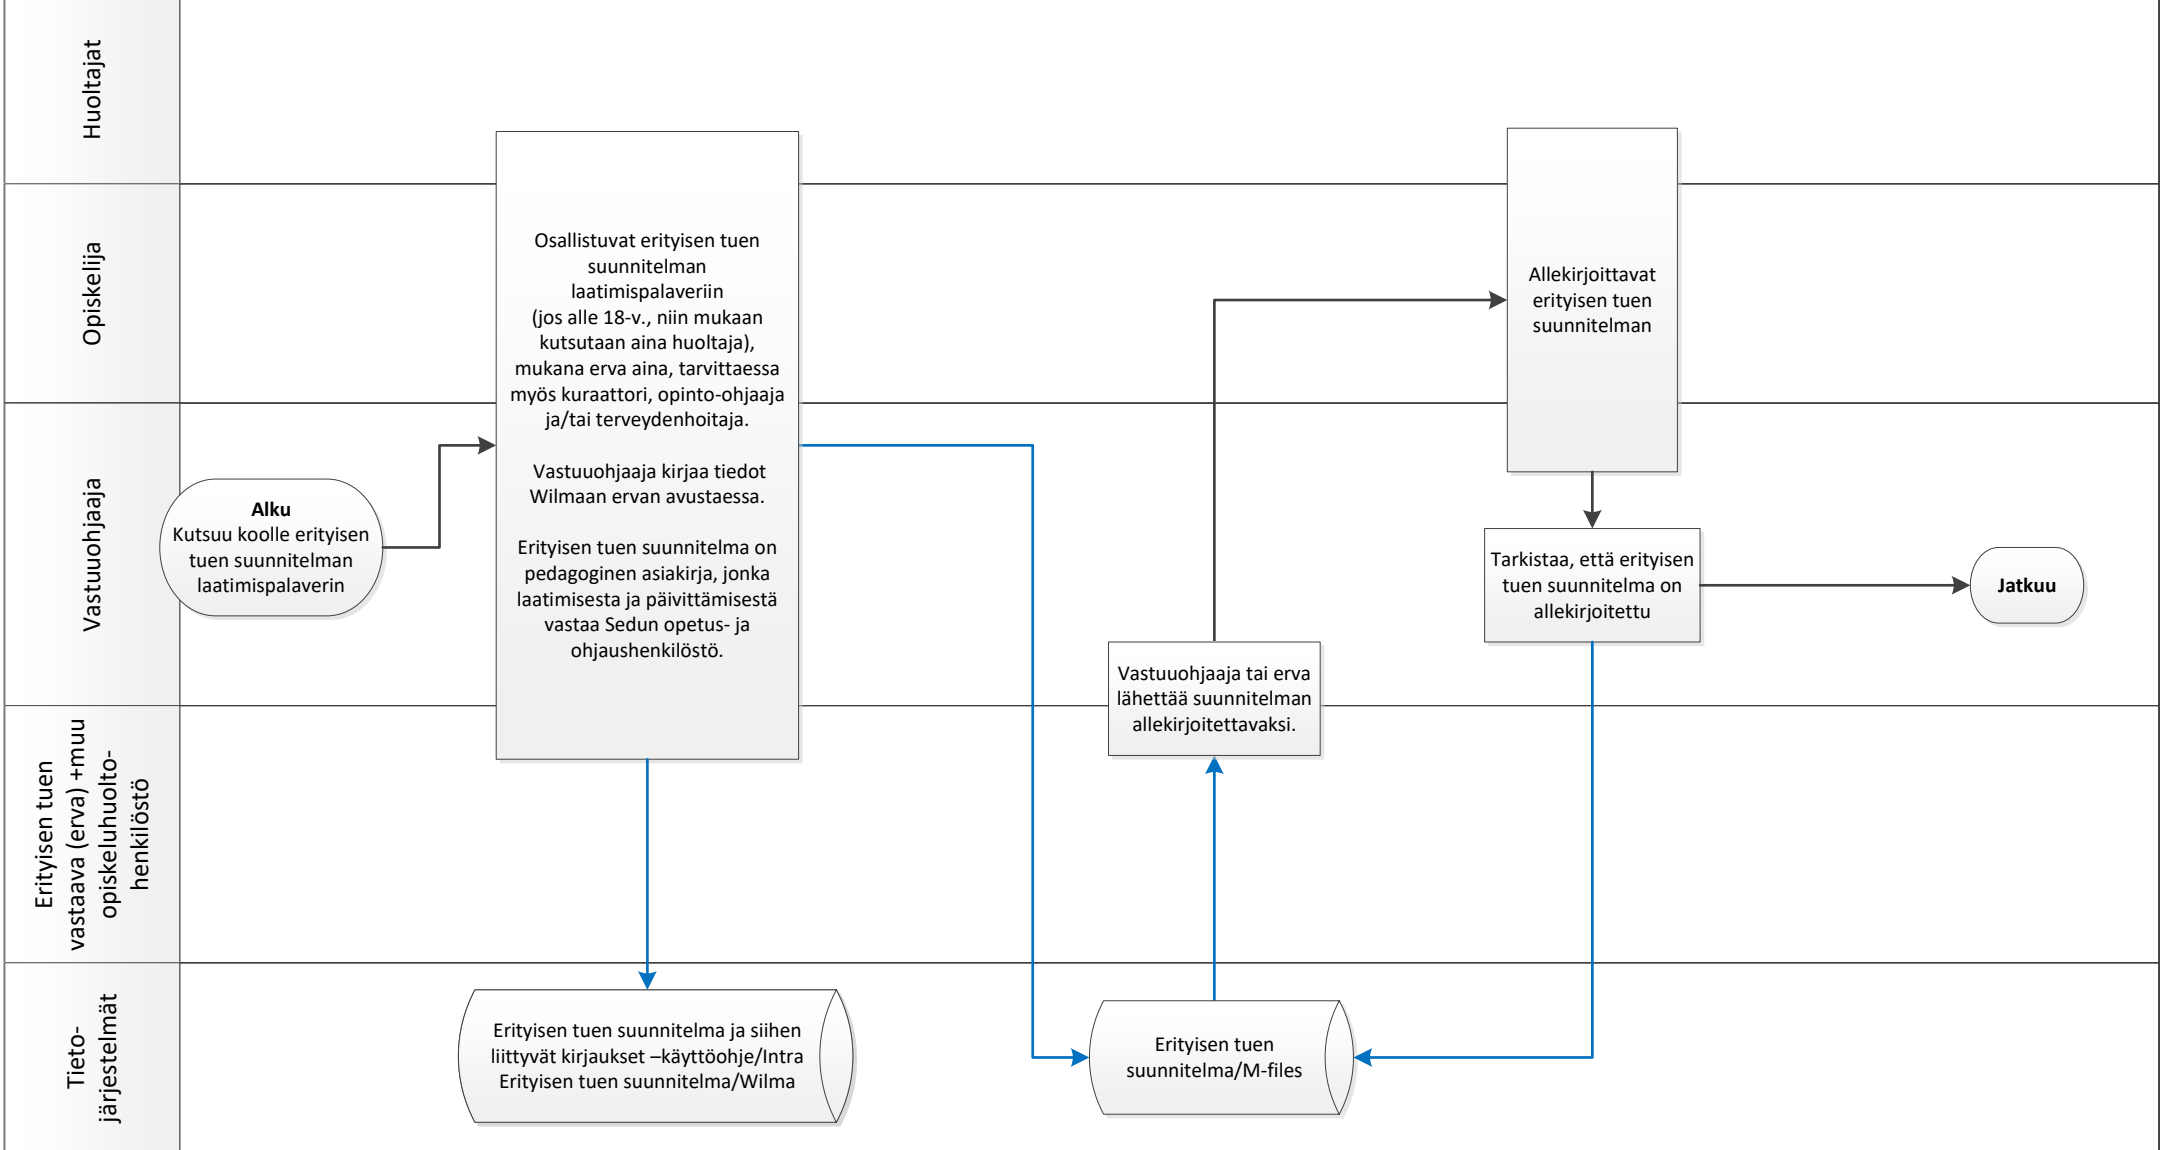 Huoltajat
Opiskelija
Vastuuohjaaja
Erityisen tuen
vastaava (erva) +muu
opiskeluhuolto-
henkilöstö
Tieto-
järjestelmät
Alku
Kutsuu koolle erityisen
tuen suunnitelman
laatimispalaverin
Osallistuvat erityisen tuen
suunnitelman
laatimispalaveriin
(jos alle 18-v., niin mukaan
kutsutaan aina huoltaja),
mukana erva aina, tarvittaessa
myös kuraattori, opinto-ohjaaja
ja/tai terveydenhoitaja.
Vastuuohjaaja kirjaa tiedot
Wilmaan ervan avustaessa.
Erityisen tuen suunnitelma on
pedagoginen asiakirja, jonka
laatimisesta ja päivittämisestä
vastaa Sedun opetus- ja
ohjaushenkilöstö.
Erityisen tuen suunnitelma ja siihen
liittyvät kirjaukset –käyttöohje/Intra
Erityisen tuen suunnitelma/Wilma
Erityisen tuen
suunnitelma/M-files
Vastuuohjaaja tai erva
lähettää suunnitelman
allekirjoitettavaksi.
Allekirjoittavat
erityisen tuen
suunnitelman
Tarkistaa, että erityisen
tuen suunnitelma on
allekirjoitettu
Jatkuu